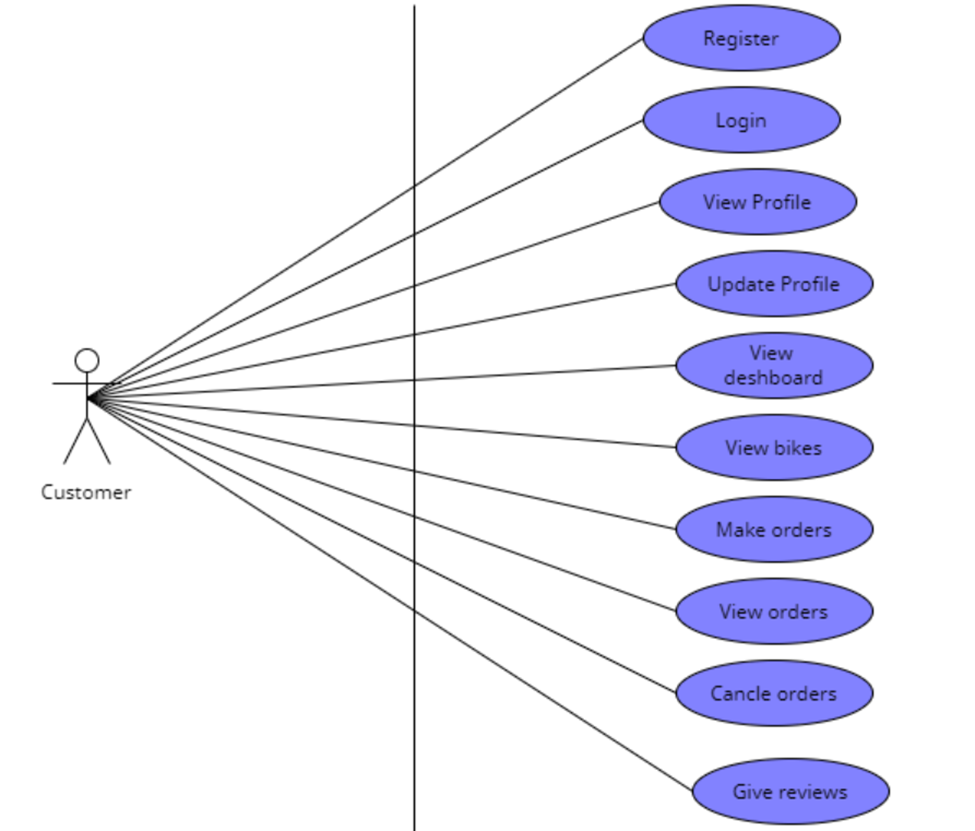 Register
Login
View Profile
Update Profile
View
deshboard
View bikes
Make orders
View orders
Cancle orders
Give reviews
Customer